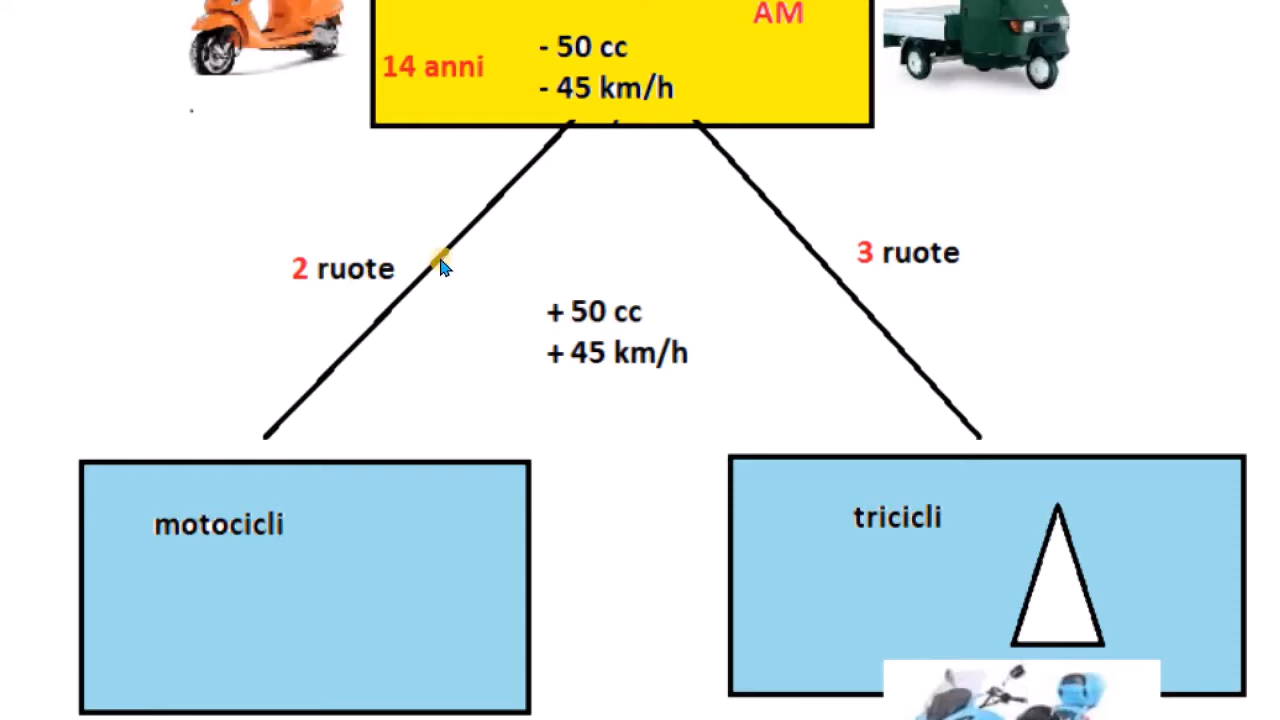 AM
14 anni
- 50 cc
- 45 km/h
2 ruote
3 ruote
+ 50 cc
+ 45 km/h
motocicli
tricicli